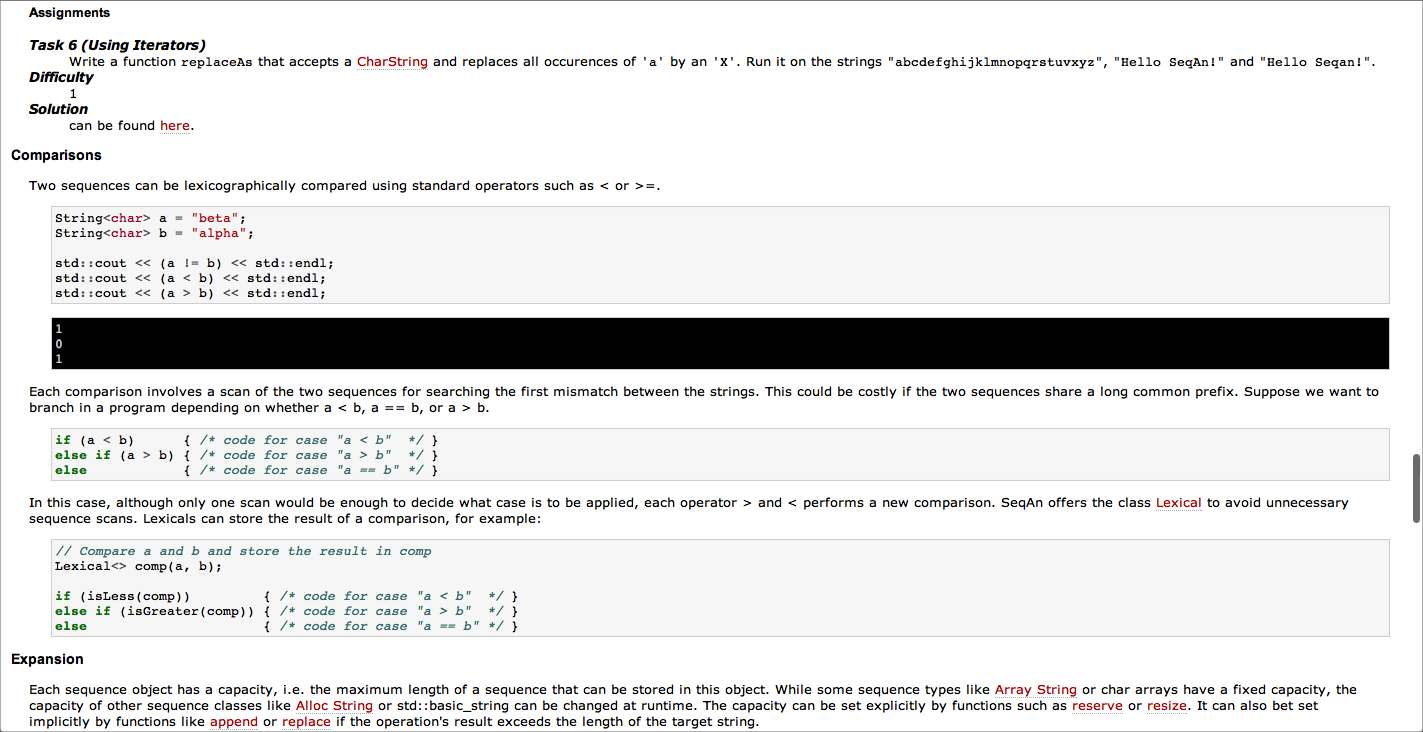 Assignments
Task 6 (Using Iterators)
Write a function replaceAs that accepts a CharString and replaces all occurences of 'a' by an 'X'. Run it on the strings "abcdefghijklmnopqrstuvxyz", "Hello SeqAn!" and "Hello Seqan!".
Difficulty
1
Solution
can be found here.
Comparisons
Two sequences can be lexicographically compared using standard operators such as < or >=.
String<char> a = "beta";
String<char> b = "alpha";
std::cout << (a != b) << std::endl;
std::cout << (a < b) << std::endl;
std::cout << (a > b) << std::endl;
1
0
1
Each comparison involves a scan of the two sequences for searching the first mismatch between the strings. This could be costly if the two sequences share a long common prefix. Suppose we want to
branch in a program depending on whether a < b, a == b, or a > b.
if (a < b)      { /* code for case "a < b"  */ }
else if (a > b) { /* code for case "a > b"  */ }
else            { /* code for case "a == b" */ }
In this case, although only one scan would be enough to decide what case is to be applied, each operator > and < performs a new comparison. SeqAn offers the class Lexical to avoid unnecessary
sequence scans. Lexicals can store the result of a comparison, for example:
// Compare a and b and store the result in comp
Lexical<> comp(a, b);
if (isLess(comp))         { /* code for case "a < b"  */ }
else if (isGreater(comp)) { /* code for case "a > b"  */ }
else                      { /* code for case "a == b" */ }
Expansion
Each sequence object has a capacity, i.e. the maximum length of a sequence that can be stored in this object. While some sequence types like Array String or char arrays have a fixed capacity, the
capacity of other sequence classes like Alloc String or std::basic_string can be changed at runtime. The capacity can be set explicitly by functions such as reserve or resize. It can also bet set
implicitly by functions like append or replace if the operation's result exceeds the length of the target string.